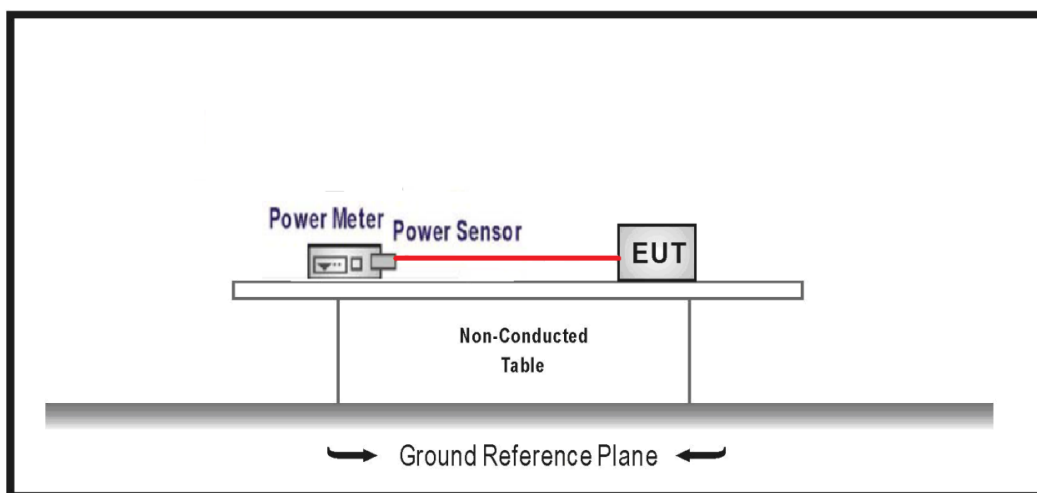 Power Meter
Power Sensor
EUT
Non-Conducted
Table
Ground Reference Plane